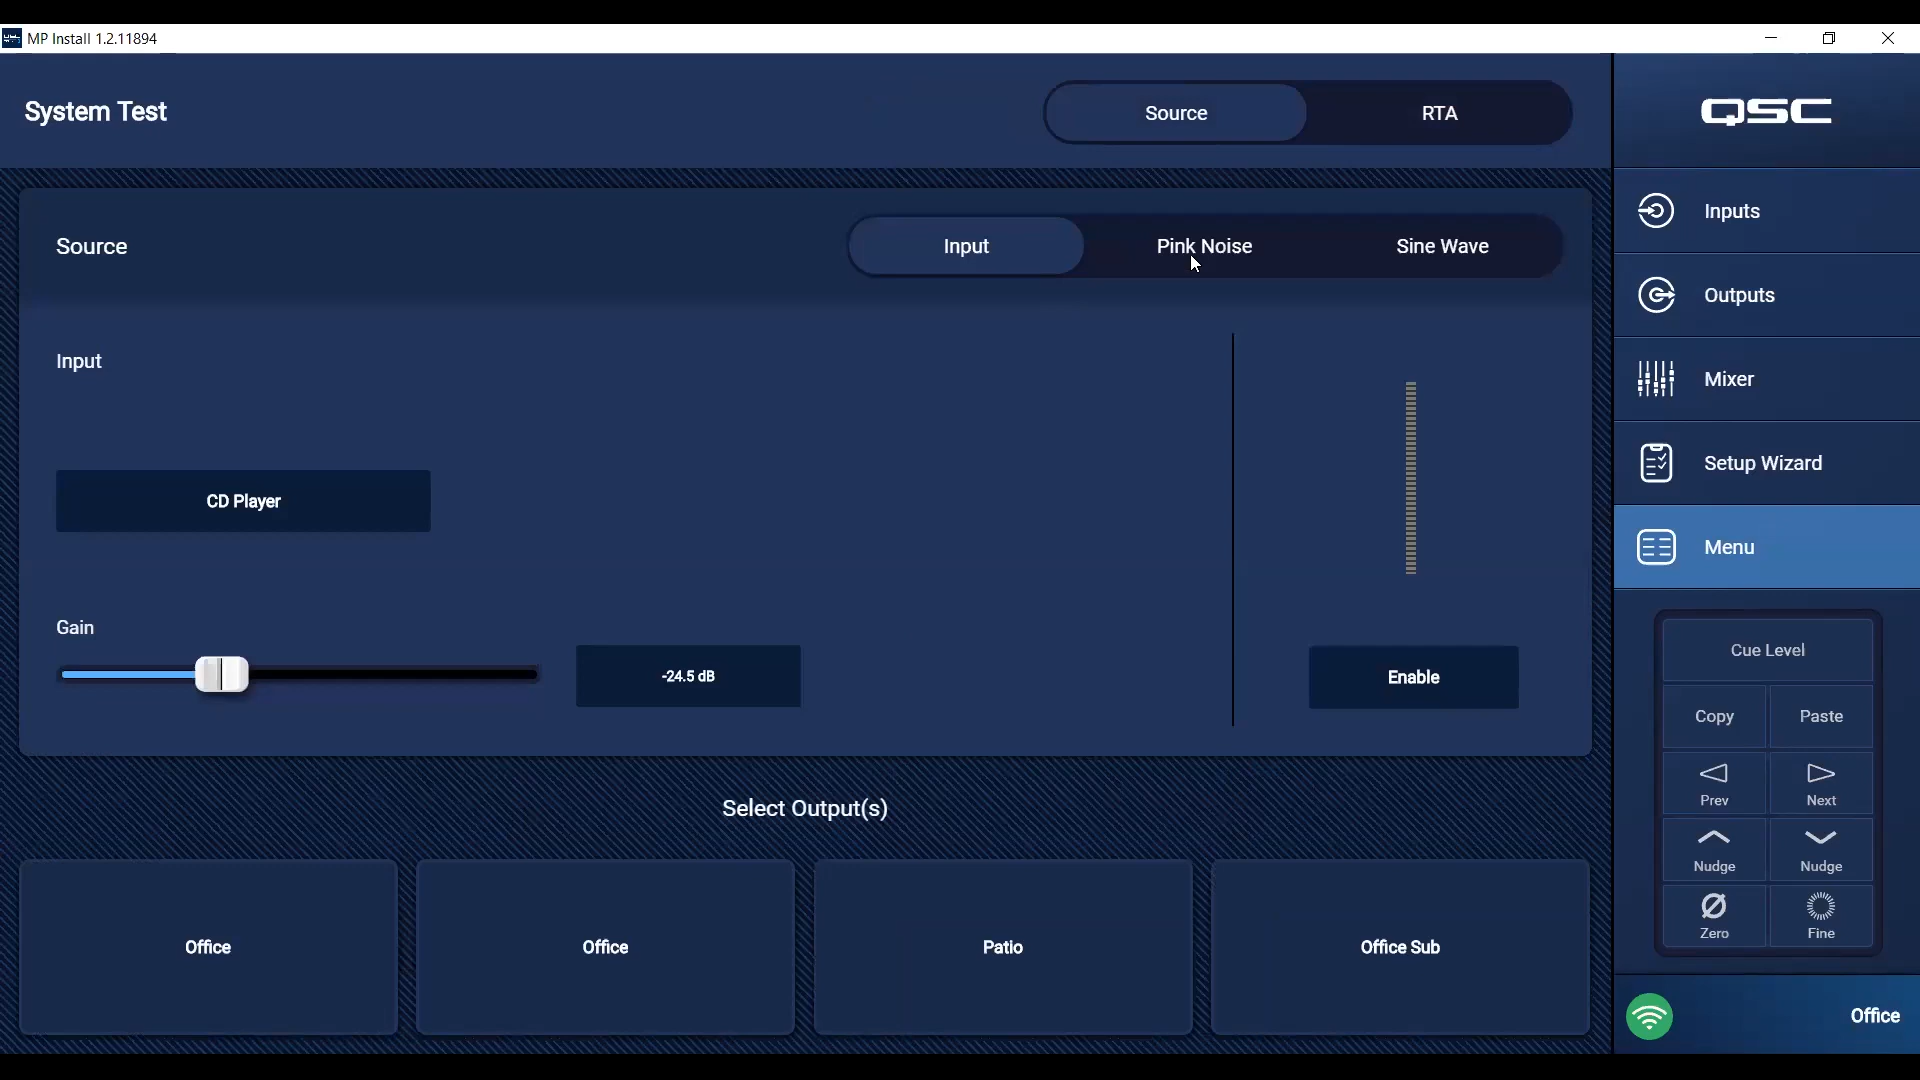 MP Install 1.2.11894
System Test
Source
RTA
QSC
Source
Input
Pink Noise
Sine Wave
Inputs
Outputs
Input
Mixer
CD Player
Setup Wizard
Menu
Gain
-24.5 dB
Enable
Cue Level
Copy
Paste
Prev
Next
Nudge
Nudge
Zero
Fine
Select Output(s)
Office
Office
Patio
Office Sub
Office